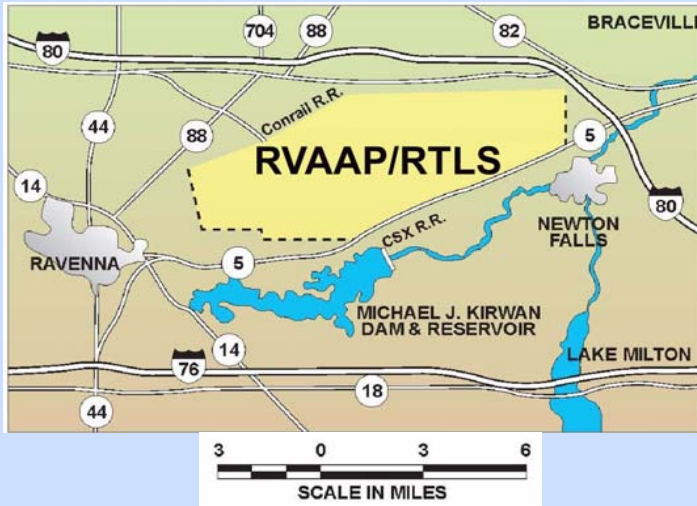 704
88
82
BRACEVILL
80
44
Conrail R.R.
88
5
RVAAP/RTLS
14
80
NEWTON
FALLS
CSX R.R.
RAVENNA
5
MICHAEL J. KIRWAN
DAM & RESERVOIR
14
LAKE MILTON
76
18
44
3 0 3 6
SCALE IN MILES